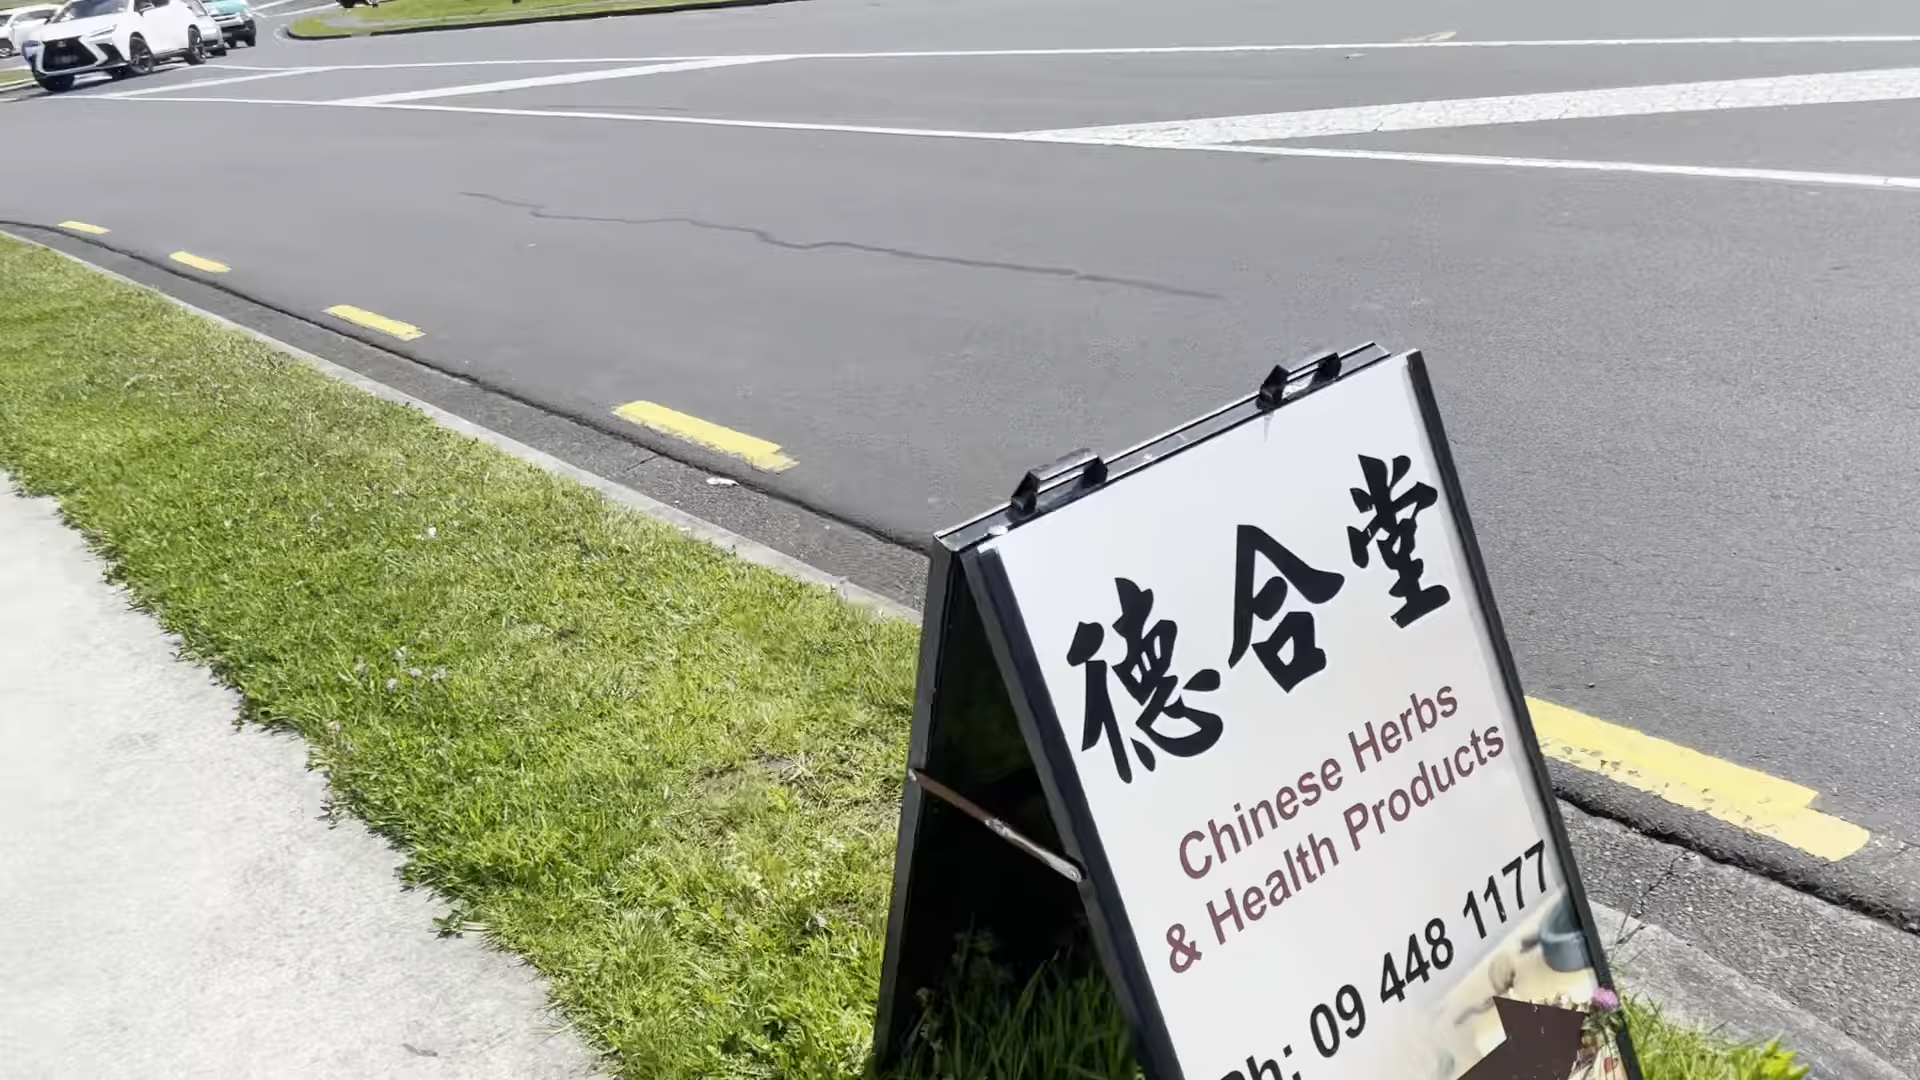 德合堂
Chinese Herbs
& Health Products
Ph: 09 448 1177